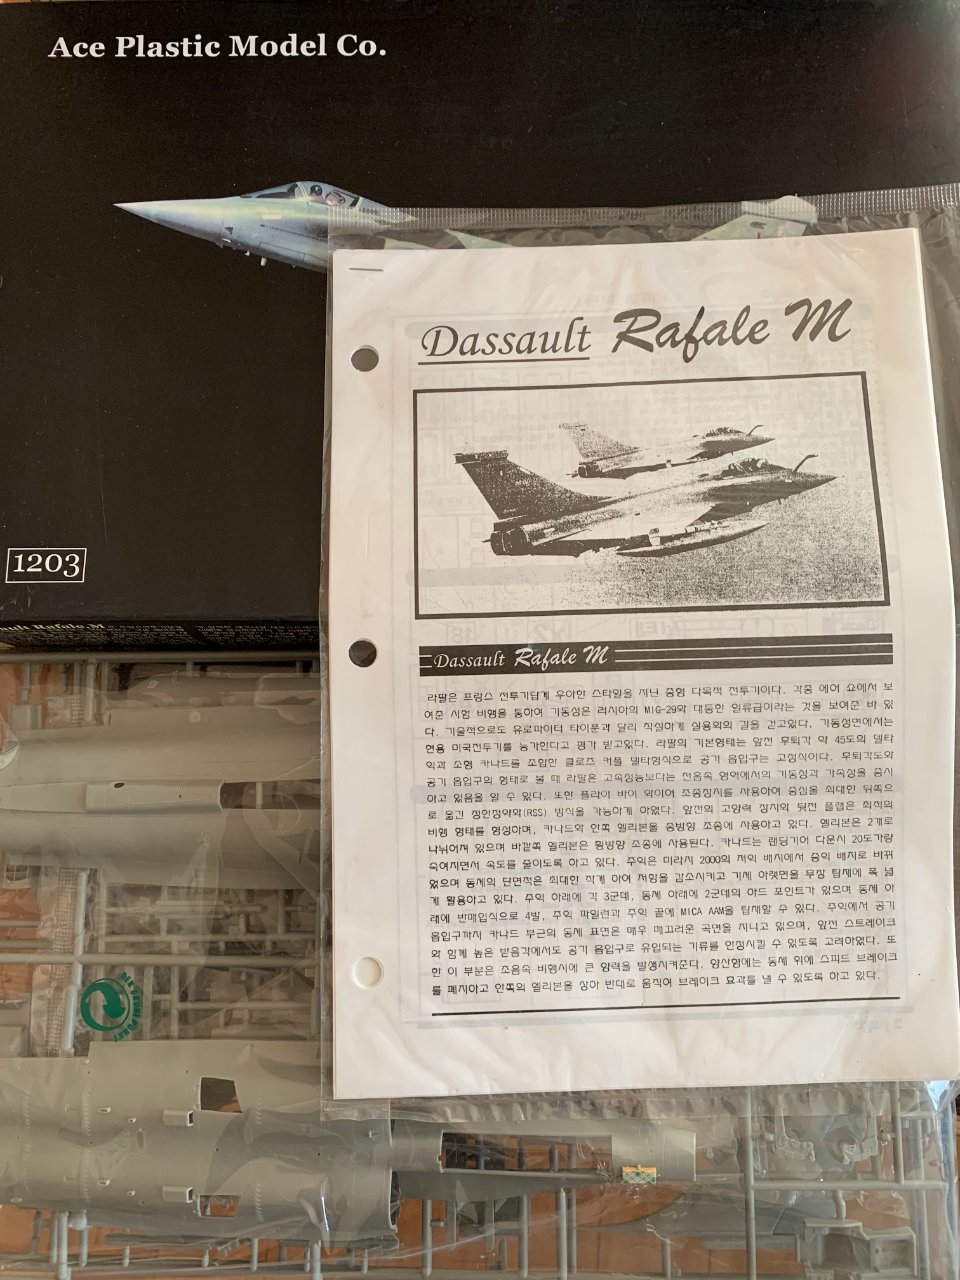 Ace Plastic Model Co.
1203
Dassault Rafale M
Dassault Rafale M
라팔은 프랑스 전투기답게 우아한 스타일을 지닌 중형 다목적 전투기이다. 각종 에어 쇼에서 보
여준 시험 비행을 통하여 기동성은 러시아의 MIG-29와 대등한 일류급이라는 것을 보여준 바 있
다. 기술적으로도 유로파이터 타이푼과 달리 착실하게 실용화의 길을 걷고있다. 기동성면에서는
현용 미국전투기를 능가한다고 평가 받고있다. 라팔의 기본형태는 앞전 후퇴각 약 45도의 델타
익과 소형 카나드를 조합한 클로즈 커플 델타형식으로 공기 흡입구는 고정식이다. 후퇴각도와
공기 흡입구의 형태로 볼 때 라팔은 고속성능보다는 천음속 영역에서의 기동성과 가속성을 중시
하고 있음을 알 수 있다. 또한 플라이 바이 와이어 조종장치를 사용하여 중심을 최대한 뒤쪽으
로 옮긴 정안정약화(RSS) 방식을 가능하게 하였다. 앞전의 고양력 장치와 뒷전 플랩은 최적의
비행 형태를 형성하며, 카나드와 안쪽 엘리본을 종방향 조종에 사용하고 있다. 엘리본은 2개로
나뉘어져 있으며 바깥쪽 엘리본은 횡방향 조종에 사용된다. 카나드는 랜딩기어 다운시 20도가량
숙여지면서 속도를 줄이도록 하고 있다. 주익은 미라지 2000의 저익 배치에서 중익 배치로 바뀌
었으며 동체의 단면적은 최대한 작게 하여 저항을 감소시키고 기체 아랫면을 무장 탑재에 폭 넓
게 활용하고 있다. 주익 아래에 각 3군데, 동체 아래에 2군데의 하드 포인트가 있으며 동체 아
래에 반매입식으로 4발, 주익 파일런과 주익 끝에 MICA AAM을 탑재할 수 있다. 주익에서 공기
흡입구까지 카나드 부근의 동체 표면은 매우 매끄러운 곡면을 지니고 있으며, 앞전 스트레이크
와 함께 높은 받음각에서도 공기 흡입구로 유입되는 기류를 안정시킬 수 있도록 고려하였다. 또
한 이 부분은 초음속 비행시에 큰 양력을 발생시켜준다. 양산형에는 동체 위에 스피드 브레이크
를 폐지하고 안쪽의 엘리본을 상하 반대로 움직여 브레이크 효과를 낼 수 있도록 하고 있다.